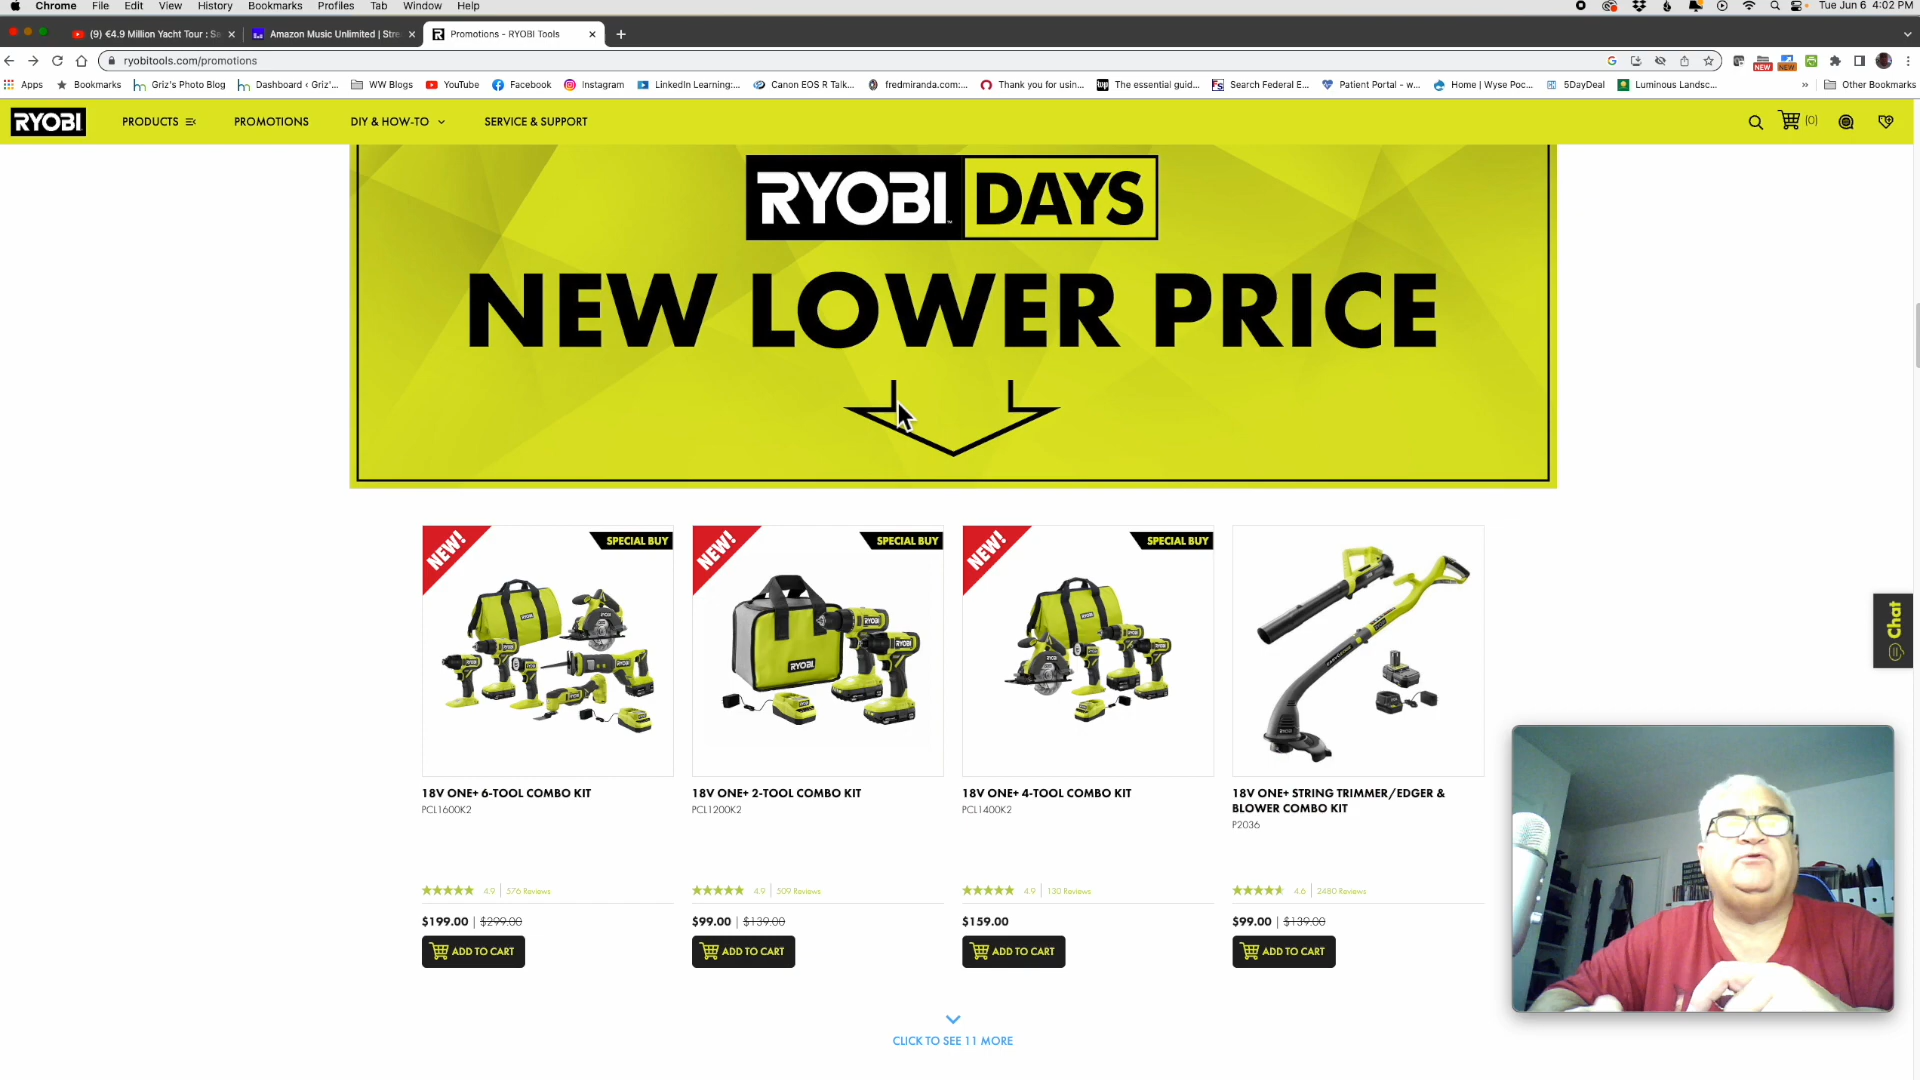 Chrome File Edit View History Bookmarks Profiles Tab Window Help Tue Jun 6 4:02 PM
(9) €4.9 Million Yacht Tour : Sa Amazon Music Unlimited | Stre Promotions - RYOBI Tools
ryobitools.com/promotions
Apps Bookmarks Griz's Photo Blog Dashboard ‹ Griz'... WW Blogs YouTube Facebook Instagram LinkedIn Learning:... Canon EOS R Talk... fredmiranda.com:... Thank you for usin... The essential guid... Search Federal E... Patient Portal - w... Home | Wyse Poc... 5DayDeal Luminous Landsc... » Other Bookmarks
RYOBI PRODUCTS PROMOTIONS DIY & HOW-TO SERVICE & SUPPORT (0)
RYOBI DAYS
NEW LOWER PRICE
NEW! SPECIAL BUY NEW! SPECIAL BUY NEW! SPECIAL BUY
Chat
18V ONE+ 6-TOOL COMBO KIT
PCL1600K2
4.9 | 576 Reviews
$199.00 | $299.00
ADD TO CART
18V ONE+ 2-TOOL COMBO KIT
PCL1200K2
4.9 | 509 Reviews
$99.00 | $139.00
ADD TO CART
18V ONE+ 4-TOOL COMBO KIT
PCL1400K2
4.9 | 130 Reviews
$159.00
ADD TO CART
18V ONE+ STRING TRIMMER/EDGER &
BLOWER COMBO KIT
P2036
4.6 | 2480 Reviews
$99.00 | $139.00
ADD TO CART
CLICK TO SEE 11 MORE